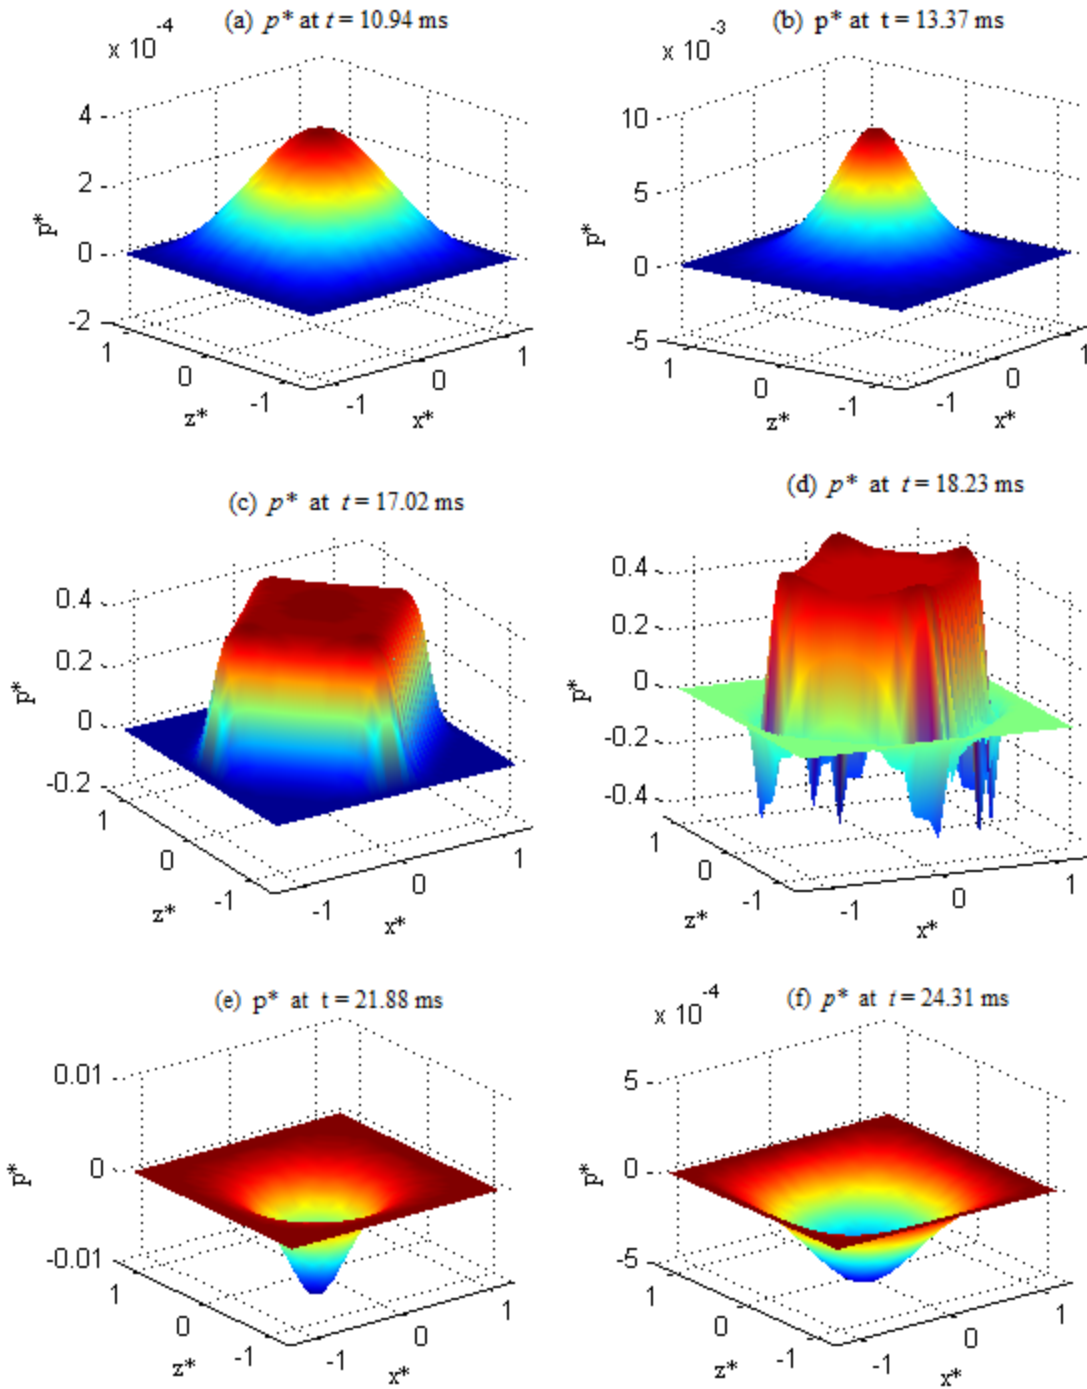 (a) p* at t = 10.94 ms
x 10^-4
4
2
0
-2
p*
1
0
-1
z*
-1
0
1
x*
(b) p* at t = 13.37 ms
x 10^-3
10
5
0
-5
p*
1
0
-1
z*
-1
0
1
x*
(c) p* at t = 17.02 ms
0.4
0.2
0
-0.2
p*
1
0
-1
z*
-1
0
1
x*
(d) p* at t = 18.23 ms
0.4
0.2
0
-0.2
-0.4
p*
1
0
-1
z*
-1
0
1
x*
(e) p* at t = 21.88 ms
0.01
0
-0.01
p*
1
0
-1
z*
-1
0
1
x*
(f) p* at t = 24.31 ms
x 10^-4
5
0
-5
p*
1
0
-1
z*
-1
0
1
x*